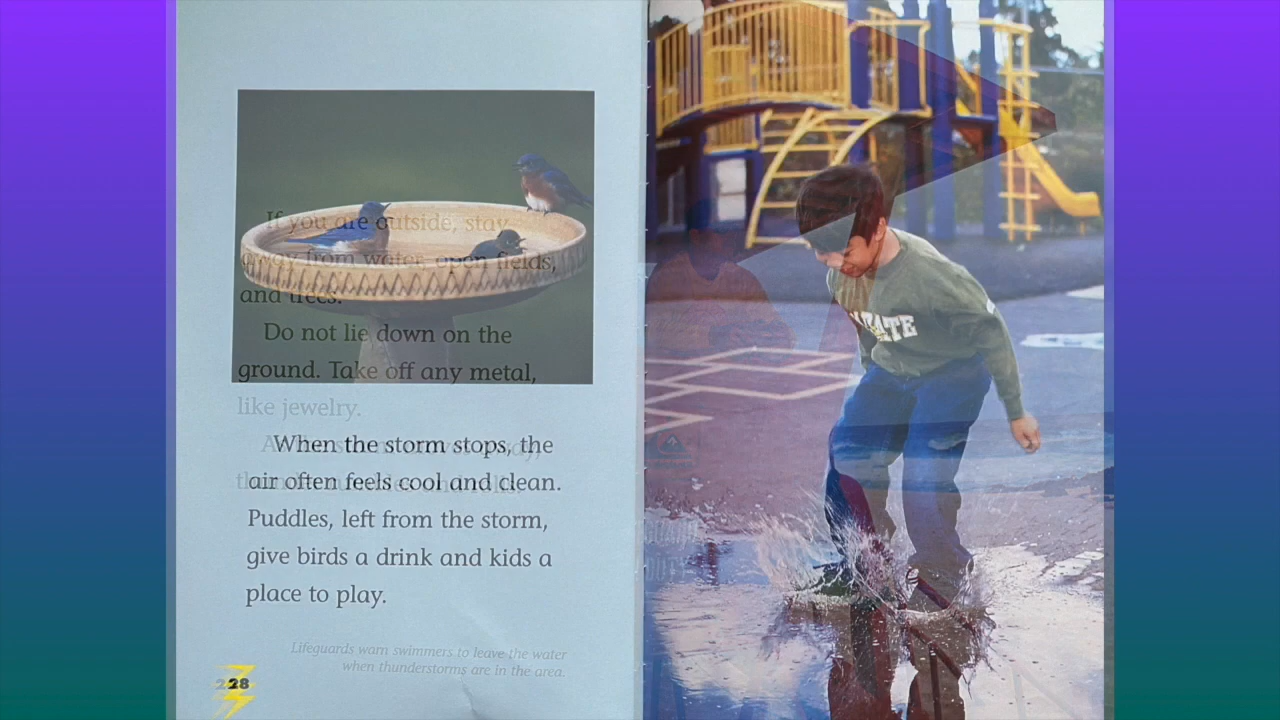 If you are outside, stay
away from water, open fields,
and trees.
Do not lie down on the
ground. Take off any metal,
like jewelry.
When the storm stops, the
air often feels cool and clean.
Puddles, left from the storm,
give birds a drink and kids a
place to play.
Lifeguards warn swimmers to leave the water
when thunderstorms are in the area.
28